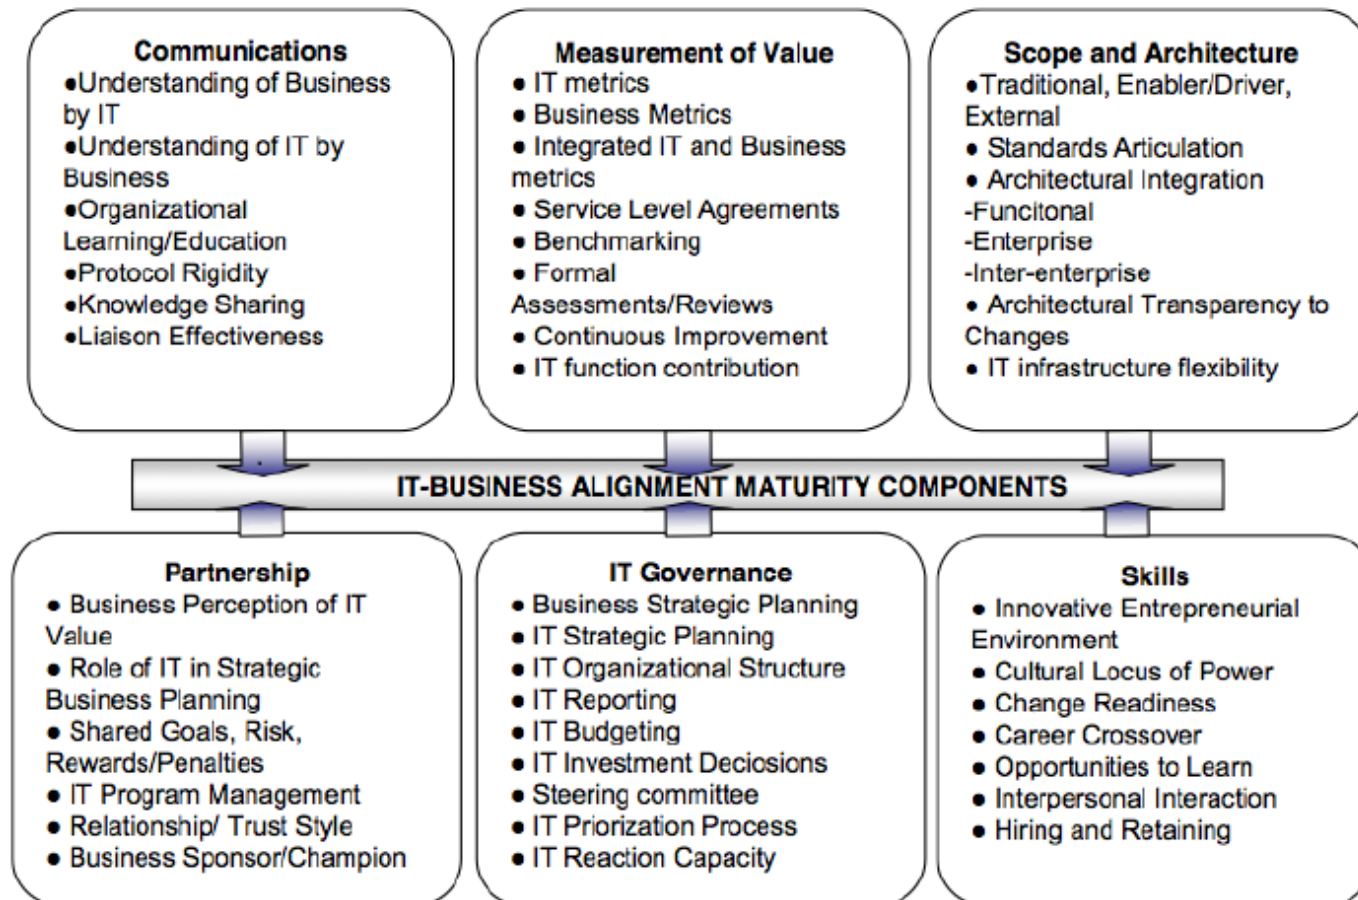 Communications
●Understanding of Business
by IT
●Understanding of IT by
Business
●Organizational
Learning/Education
●Protocol Rigidity
●Knowledge Sharing
●Liaison Effectiveness
Measurement of Value
● IT metrics
● Business Metrics
● Integrated IT and Business
metrics
● Service Level Agreements
● Benchmarking
● Formal
Assessments/Reviews
● Continuous Improvement
● IT function contribution
Scope and Architecture
●Traditional, Enabler/Driver,
External
● Standards Articulation
● Architectural Integration
-Funcitonal
-Enterprise
-Inter-enterprise
● Architectural Transparency to
Changes
● IT infrastructure flexibility
IT-BUSINESS ALIGNMENT MATURITY COMPONENTS
Partnership
● Business Perception of IT
Value
● Role of IT in Strategic
Business Planning
● Shared Goals, Risk,
Rewards/Penalties
● IT Program Management
● Relationship/ Trust Style
● Business Sponsor/Champion
IT Governance
● Business Strategic Planning
● IT Strategic Planning
● IT Organizational Structure
● IT Reporting
● IT Budgeting
● IT Investment Deciosions
● Steering committee
● IT Priorization Process
● IT Reaction Capacity
Skills
● Innovative Entrepreneurial
Environment
● Cultural Locus of Power
● Change Readiness
● Career Crossover
● Opportunities to Learn
● Interpersonal Interaction
● Hiring and Retaining